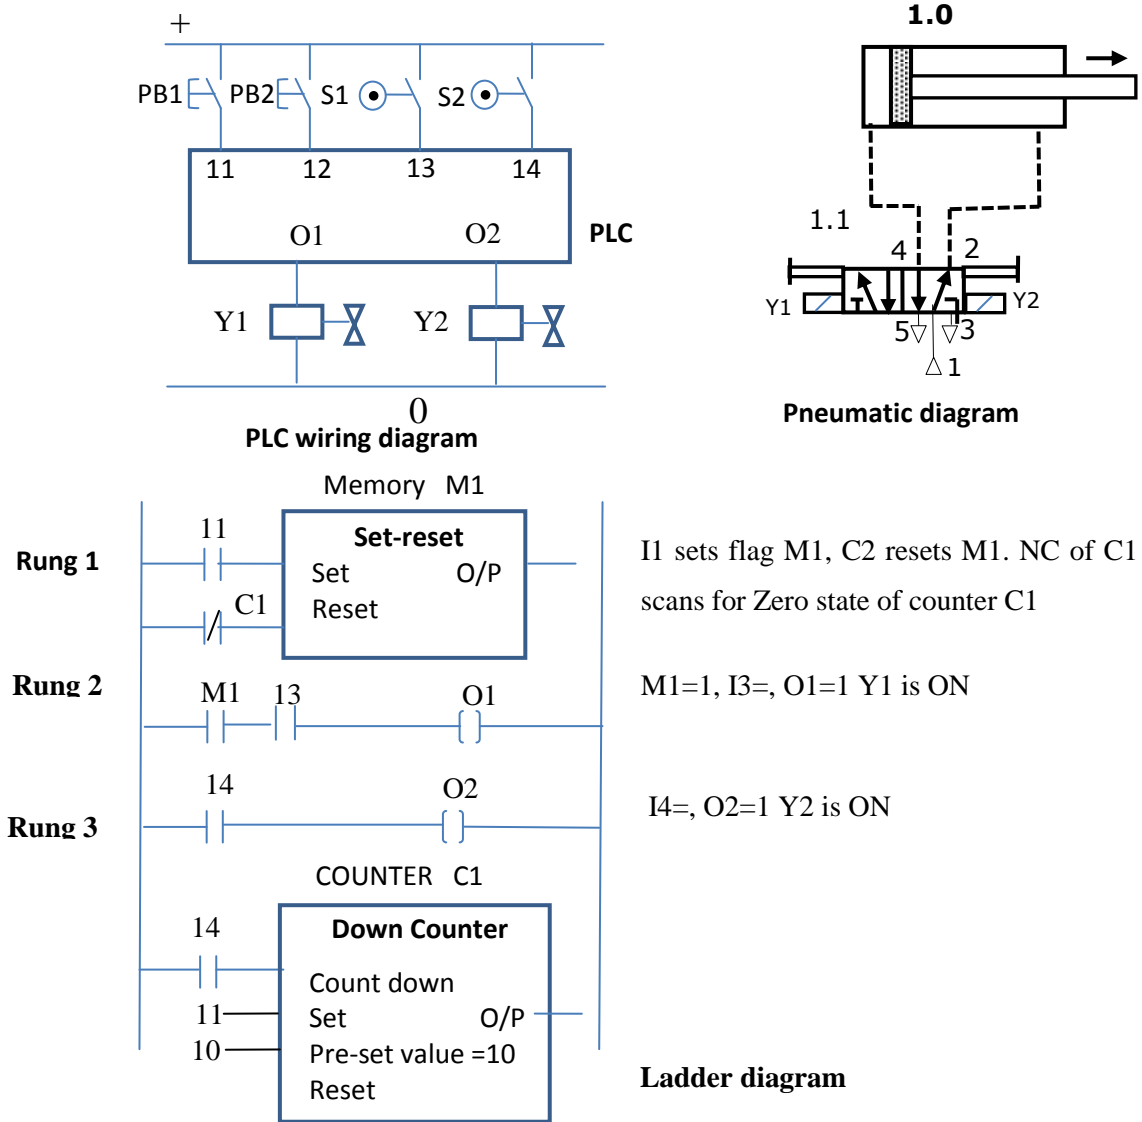 1.0
+
PB1 PB2 S1 S2
11 12 13 14
O1 O2 PLC
1.1
4 2
Y1 Y2
Y1 Y2
5 3
1
0
PLC wiring diagram
Pneumatic diagram
Memory M1
Rung 1
11
Set-reset
Set O/P
C1
Reset
I1 sets flag M1, C2 resets M1. NC of C1
scans for Zero state of counter C1
Rung 2
M1 13 O1
M1=1, I3=, O1=1 Y1 is ON
Rung 3
14 O2
I4=, O2=1 Y2 is ON
COUNTER C1
Down Counter
14
Count down
11 Set O/P
10 Pre-set value =10
Reset
Ladder diagram